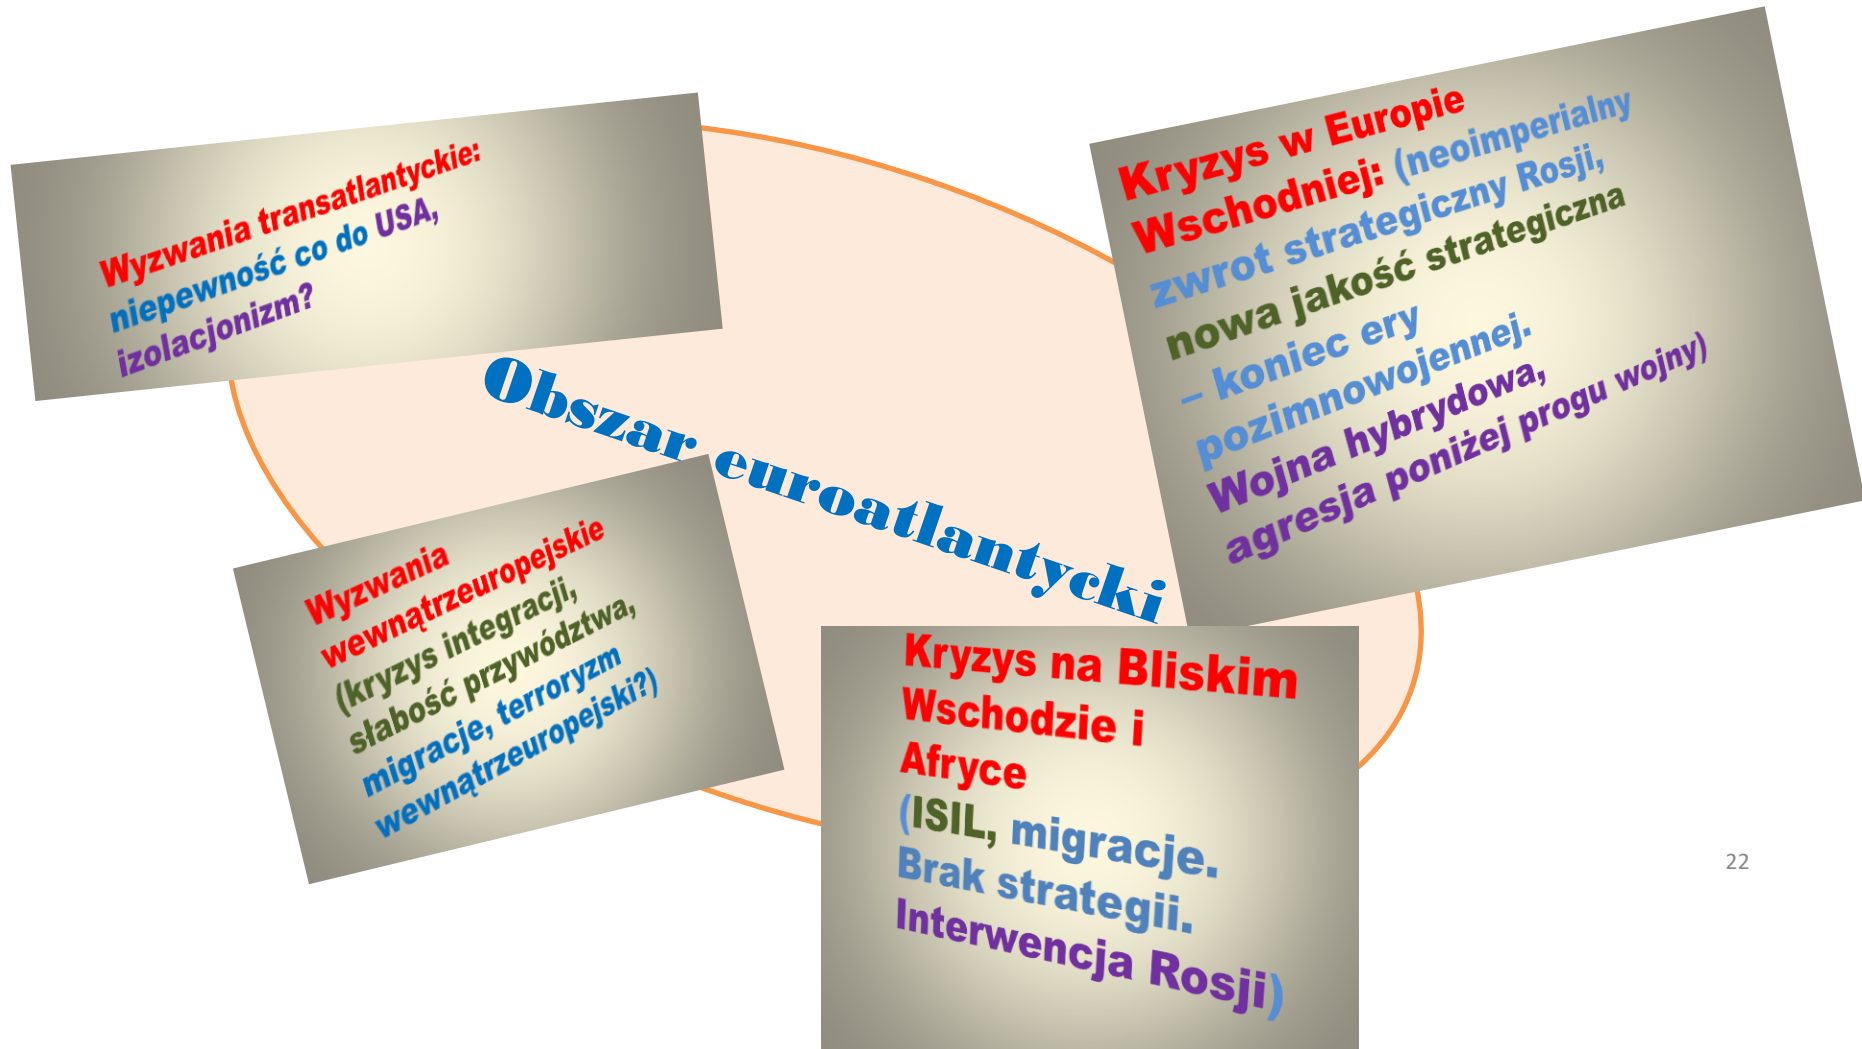 Wyzwania transatlantyckie:
niepewność co do USA,
izolacjonizm?
Kryzys w Europie
Wschodniej: (neoimperialny
zwrot strategiczny Rosji,
nowa jakość strategiczna
– koniec ery
pozimnowojennej.
Wojna hybrydowa,
agresja poniżej progu wojny)
Obszar euroatlantycki
Wyzwania
wewnątrzeuropejskie
(kryzys integracji,
słabość przywództwa,
migracje, terroryzm
wewnątrzeuropejski?)
Kryzys na Bliskim
Wschodzie i
Afryce
(ISIL, migracje.
Brak strategii.
Interwencja Rosji)
22